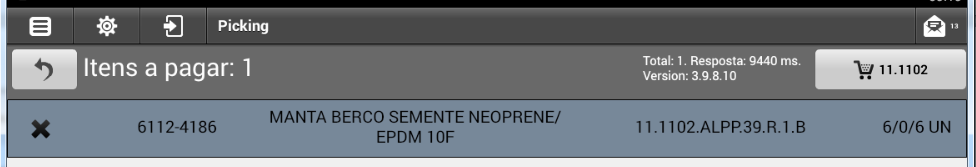 Picking
13
Itens a pagar: 1
Total: 1. Resposta: 9440 ms.
Version: 3.9.8.10
11.1102
6112-4186
MANTA BERCO SEMENTE NEOPRENE/
EPDM 10F
11.1102.ALPP.39.R.1.B
6/0/6 UN